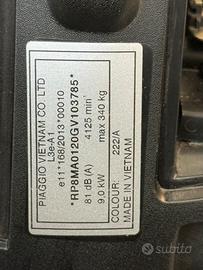 PIAGGIO VIETNAM CO. LTD
L3e-A1
e11*168/2013*00010
*RP8MA0120GV103785*
81 dB (A) 4125 min⁻¹
9,0 kW max 340 kg
COLOUR: 222/A
MADE IN VIETNAM
subito